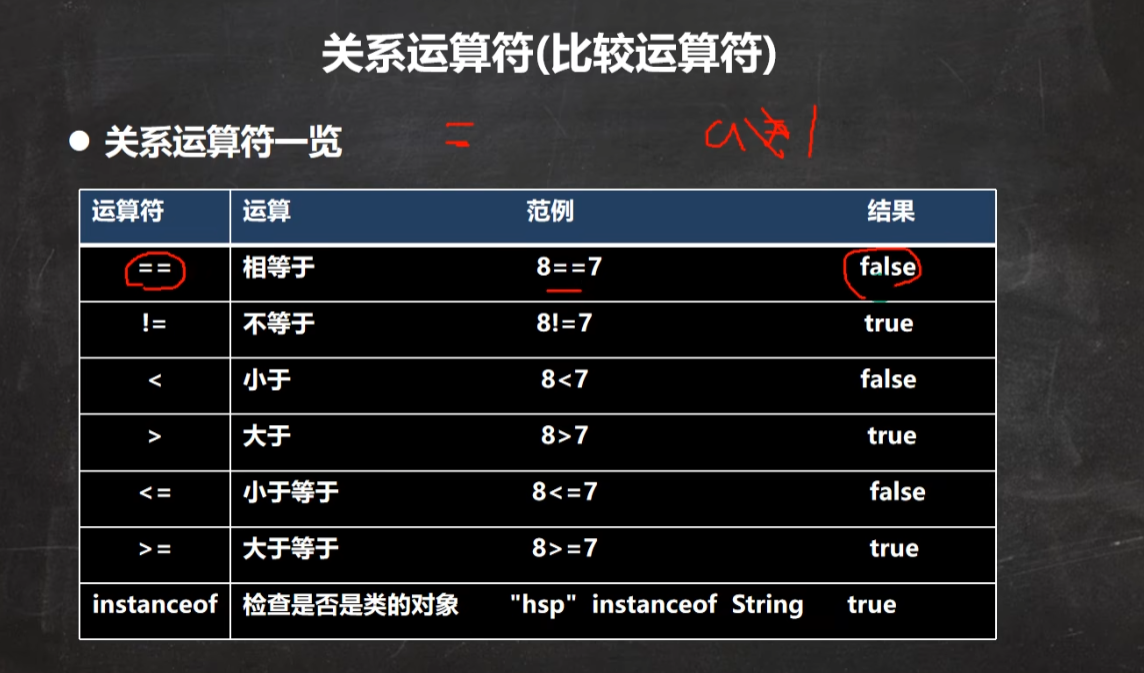 关系运算符(比较运算符)
● 关系运算符一览 =
运算符 运算 范例 结果
== 相等于 8==7 false
!= 不等于 8!=7 true
< 小于 8<7 false
> 大于 8>7 true
<= 小于等于 8<=7 false
>= 大于等于 8>=7 true
instanceof 检查是否是类的对象 "hsp" instanceof String true